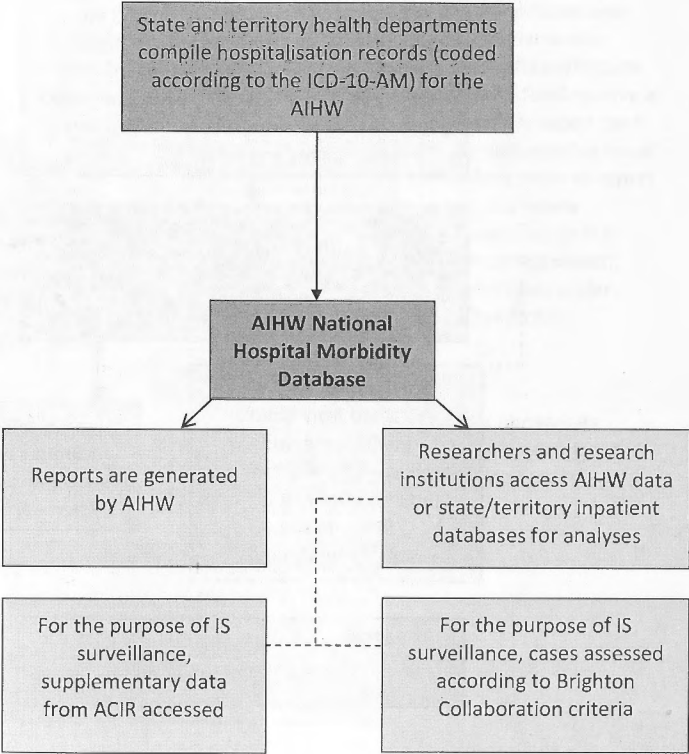 State and territory health departments
compile hospitalisation records (coded
according to the ICD-10-AM) for the
AIHW
AIHW National
Hospital Morbidity
Database
Reports are generated
by AIHW
Researchers and research
institutions access AIHW data
or state/territory inpatient
databases for analyses
For the purpose of IS
surveillance,
supplementary data
from ACIR accessed
For the purpose of IS
surveillance, cases assessed
according to Brighton
Collaboration criteria